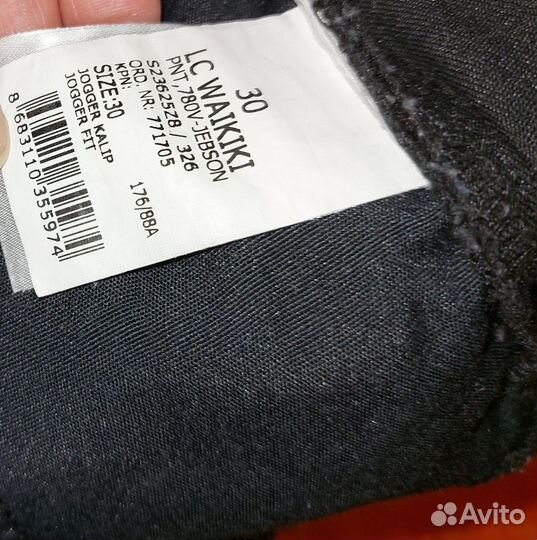 30
LC WAIKIKI
PNT, 780V-JEBSON
S2362528 / 326
ORD. NR: 771705
KPN:
SIZE:30
JOGGER KALIP
JOGGER FIT
176/88A
8 683110 355974
Avito